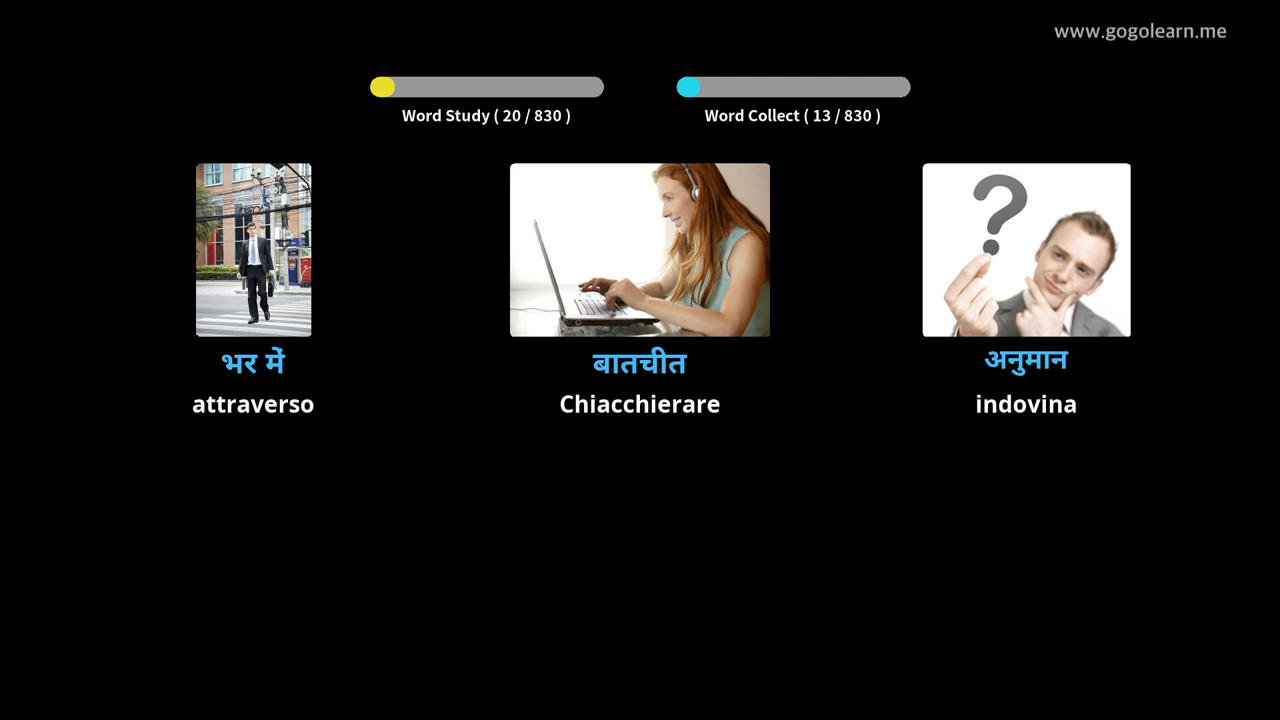 www.gogolearn.me
Word Study ( 20 / 830 )
Word Collect ( 13 / 830 )
भर में
बातचीत
अनुमान
attraverso
Chiacchierare
indovina